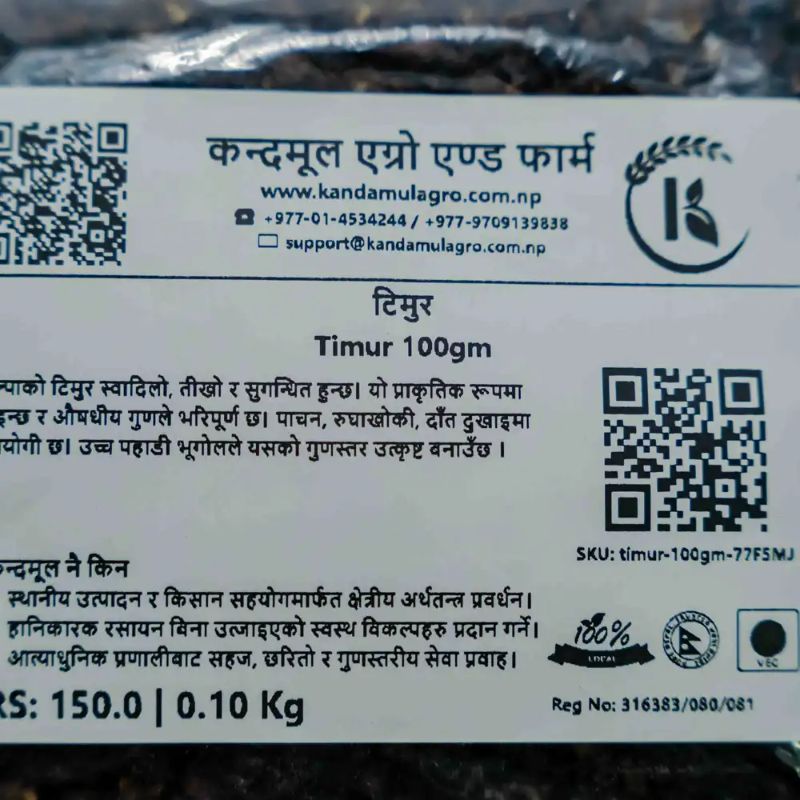 कन्दमूल एग्रो एण्ड फार्म
www.kandamulagro.com.np
+977-01-4534244 / +977-9709139838
support@kandamulagro.com.np
टिमुर
Timur 100gm
टिमुर स्वादिलो, तीखो र सुगन्धित हुन्छ। यो प्राकृतिक रूपमा
र औषधीय गुणले भरिपूर्ण छ। पाचन, रुघाखोकी, दाँत दुखाइमा
छ। उच्च पहाडी भूगोलले यसको गुणस्तर उत्कृष्ट बनाउँछ ।
SKU: timur-100gm-77F5MJ
नै किन
स्थानीय उत्पादन र किसान सहयोगमार्फत क्षेत्रीय अर्थतन्त्र प्रवर्धन।
हानिकारक रसायन बिना उत्जाइएको स्वस्थ विकल्पहरु प्रदान गर्ने।
आत्याधुनिक प्रणालीबाट सहज, छरितो र गुणस्तरीय सेवा प्रवाह।
100%
LOCAL
VEG
RS: 150.0 | 0.10 Kg
Reg No: 316383/080/081